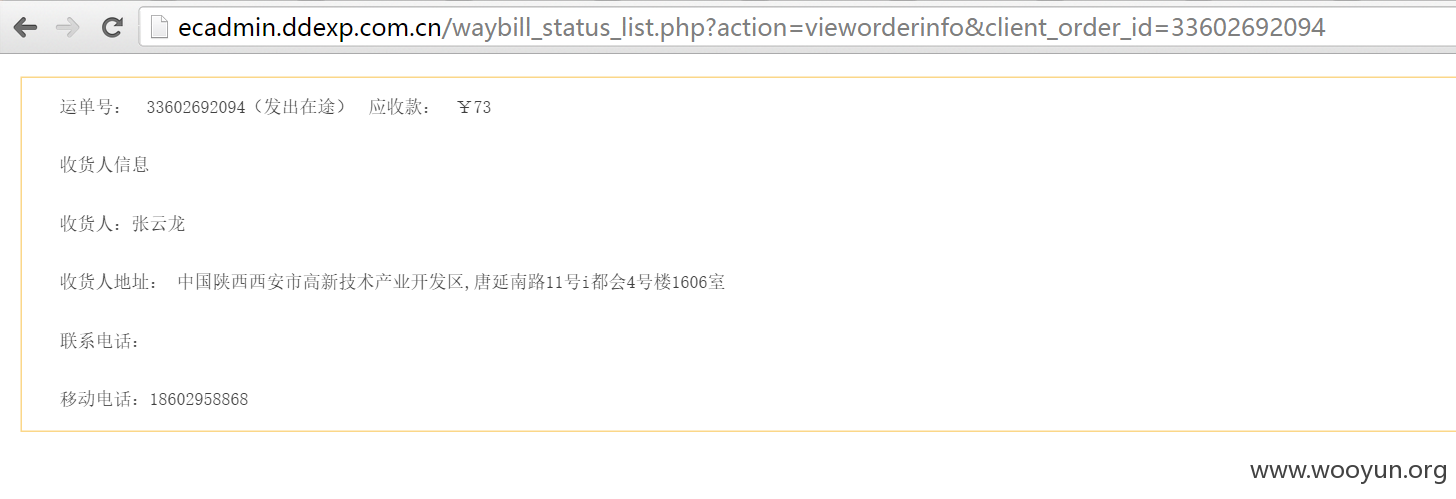 ecadmin.ddexp.com.cn/waybill_status_list.php?action=vieworderinfo&client_order_id=33602692094
运单号： 33602692094（发出在途） 应收款： ￥73
收货人信息
收货人：张云龙
收货人地址： 中国陕西西安市高新技术产业开发区,唐延南路11号i都会4号楼1606室
联系电话：
移动电话：18602958868
www.wooyun.org